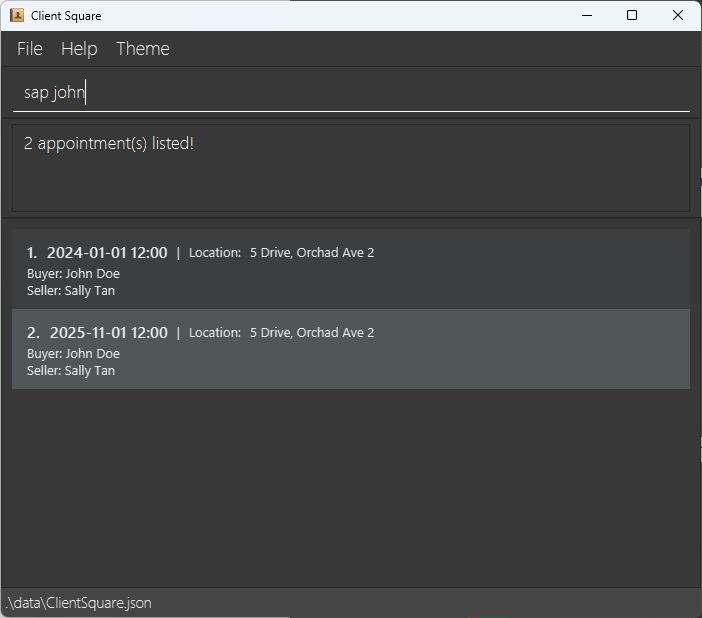 Client Square
File Help Theme
sap john
2 appointment(s) listed!
1. 2024-01-01 12:00 | Location: 5 Drive, Orchad Ave 2
Buyer: John Doe
Seller: Sally Tan
2. 2025-11-01 12:00 | Location: 5 Drive, Orchad Ave 2
Buyer: John Doe
Seller: Sally Tan
.\data\ClientSquare.json